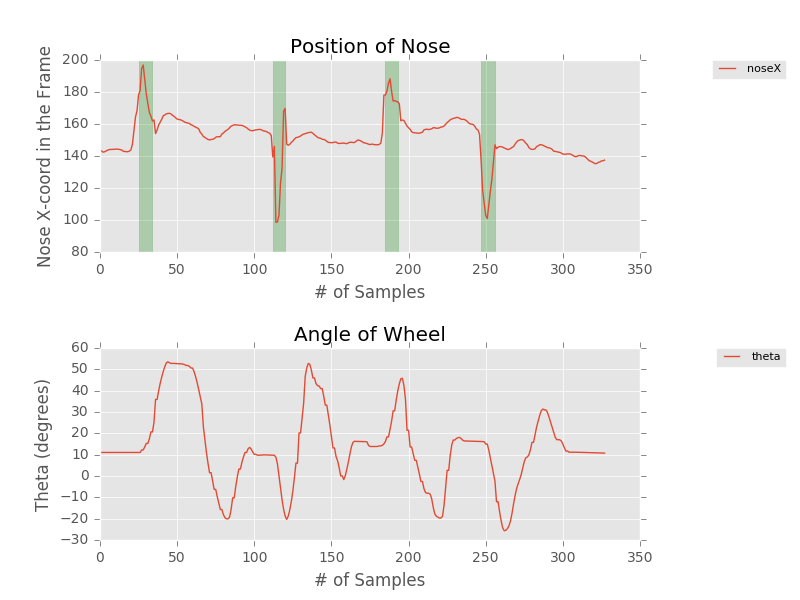 Position of Nose
200
180
160
140
120
100
80
Nose X-coord in the Frame
0 50 100 150 200 250 300 350
# of Samples
noseX
Angle of Wheel
60
50
40
30
20
10
0
−10
−20
−30
Theta (degrees)
0 50 100 150 200 250 300 350
# of Samples
theta